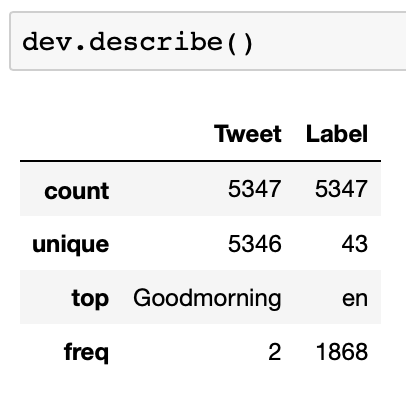 dev.describe()
Tweet Label
count 5347 5347
unique 5346 43
top Goodmorning en
freq 2 1868